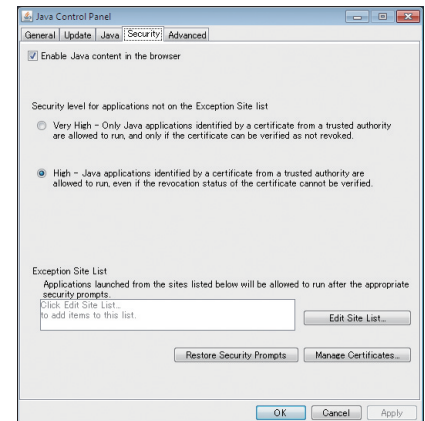 Java Control Panel
General Update Java Security Advanced
Enable Java content in the browser
Security level for applications not on the Exception Site list
Very High - Only Java applications identified by a certificate from a trusted authority
are allowed to run, and only if the certificate can be verified as not revoked.
High - Java applications identified by a certificate from a trusted authority are
allowed to run, even if the revocation status of the certificate cannot be verified.
Exception Site List
Applications launched from the sites listed below will be allowed to run after the appropriate
security prompts.
Click Edit Site List...
to add items to this list.
Edit Site List...
Restore Security Prompts Manage Certificates...
OK Cancel Apply